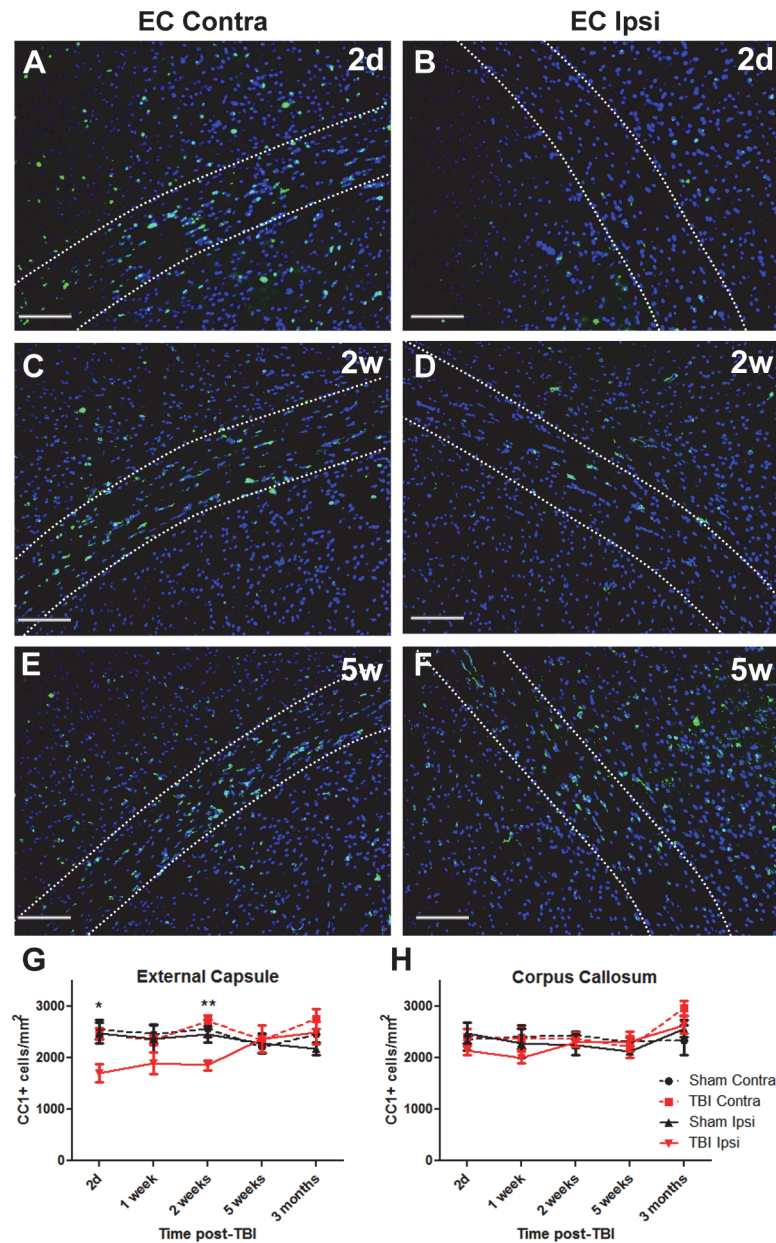 EC Contra
EC Ipsi
A
2d
B
2d
C
2w
D
2w
E
5w
F
5w
G
External Capsule
CC1+ cells/mm²
3000
2000
1000
0
*
**
2d
1 week
2 weeks
5 weeks
3 months
Time post-TBI
H
Corpus Callosum
CC1+ cells/mm²
3000
2000
1000
0
2d
1 week
2 weeks
5 weeks
3 months
Time post-TBI
Sham Contra
TBI Contra
Sham Ipsi
TBI Ipsi